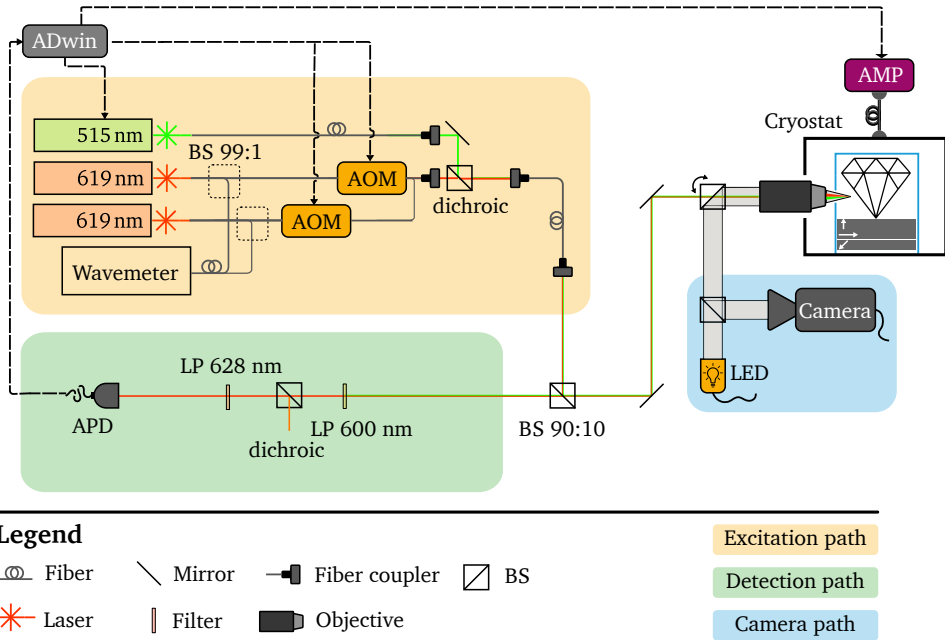 ADwin
AMP
Cryostat
515 nm
BS 99:1
619 nm
AOM
dichroic
619 nm
AOM
Wavemeter
Camera
LED
LP 628 nm
APD
LP 600 nm
dichroic
BS 90:10
Legend
Excitation path
Fiber
Mirror
Fiber coupler
BS
Detection path
Laser
Filter
Objective
Camera path